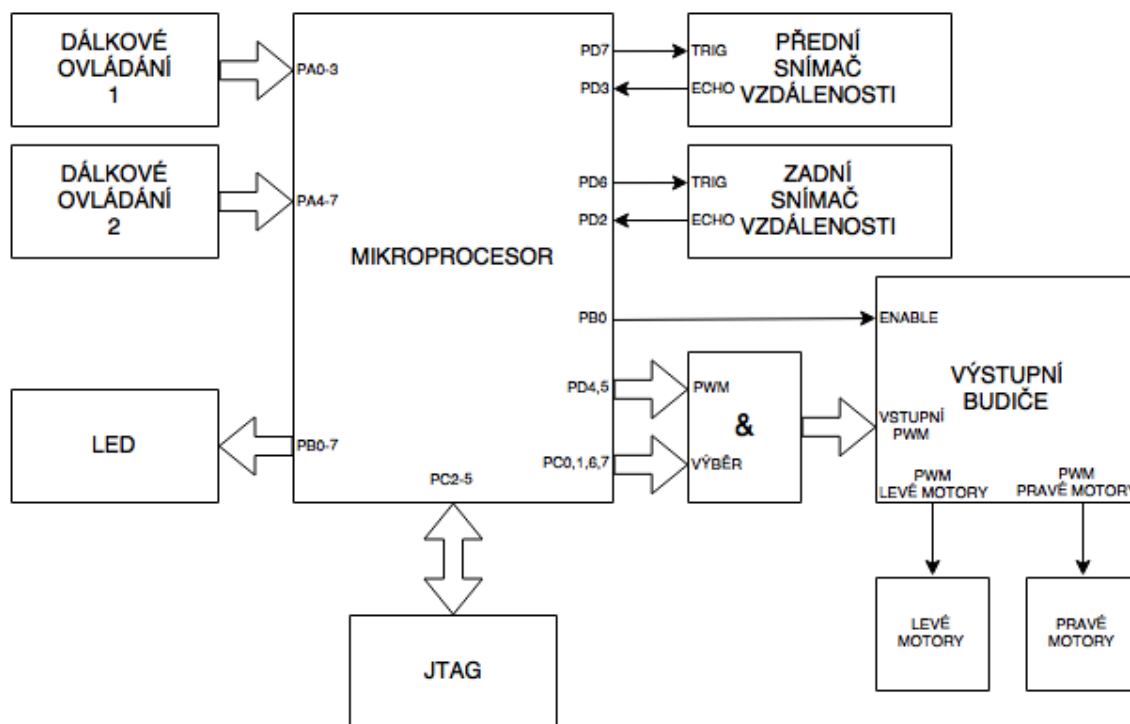 DÁLKOVÉ
OVLÁDÁNÍ
1
PA0-3
DÁLKOVÉ
OVLÁDÁNÍ
2
PA4-7
MIKROPROCESOR
PD7
TRIG
PD3
ECHO
PŘEDNÍ
SNÍMAČ
VZDÁLENOSTI
PD6
TRIG
PD2
ECHO
ZADNÍ
SNÍMAČ
VZDÁLENOSTI
PB0
ENABLE
VÝSTUPNÍ
BUDIČE
PD4,5
PWM
&
VSTUPNÍ
PWM
LED
PB0-7
PC0,1,6,7
VÝBĚR
PC2-5
PWM
LEVÉ MOTORY
PWM
PRAVÉ MOTORY
LEVÉ
MOTORY
PRAVÉ
MOTORY
JTAG